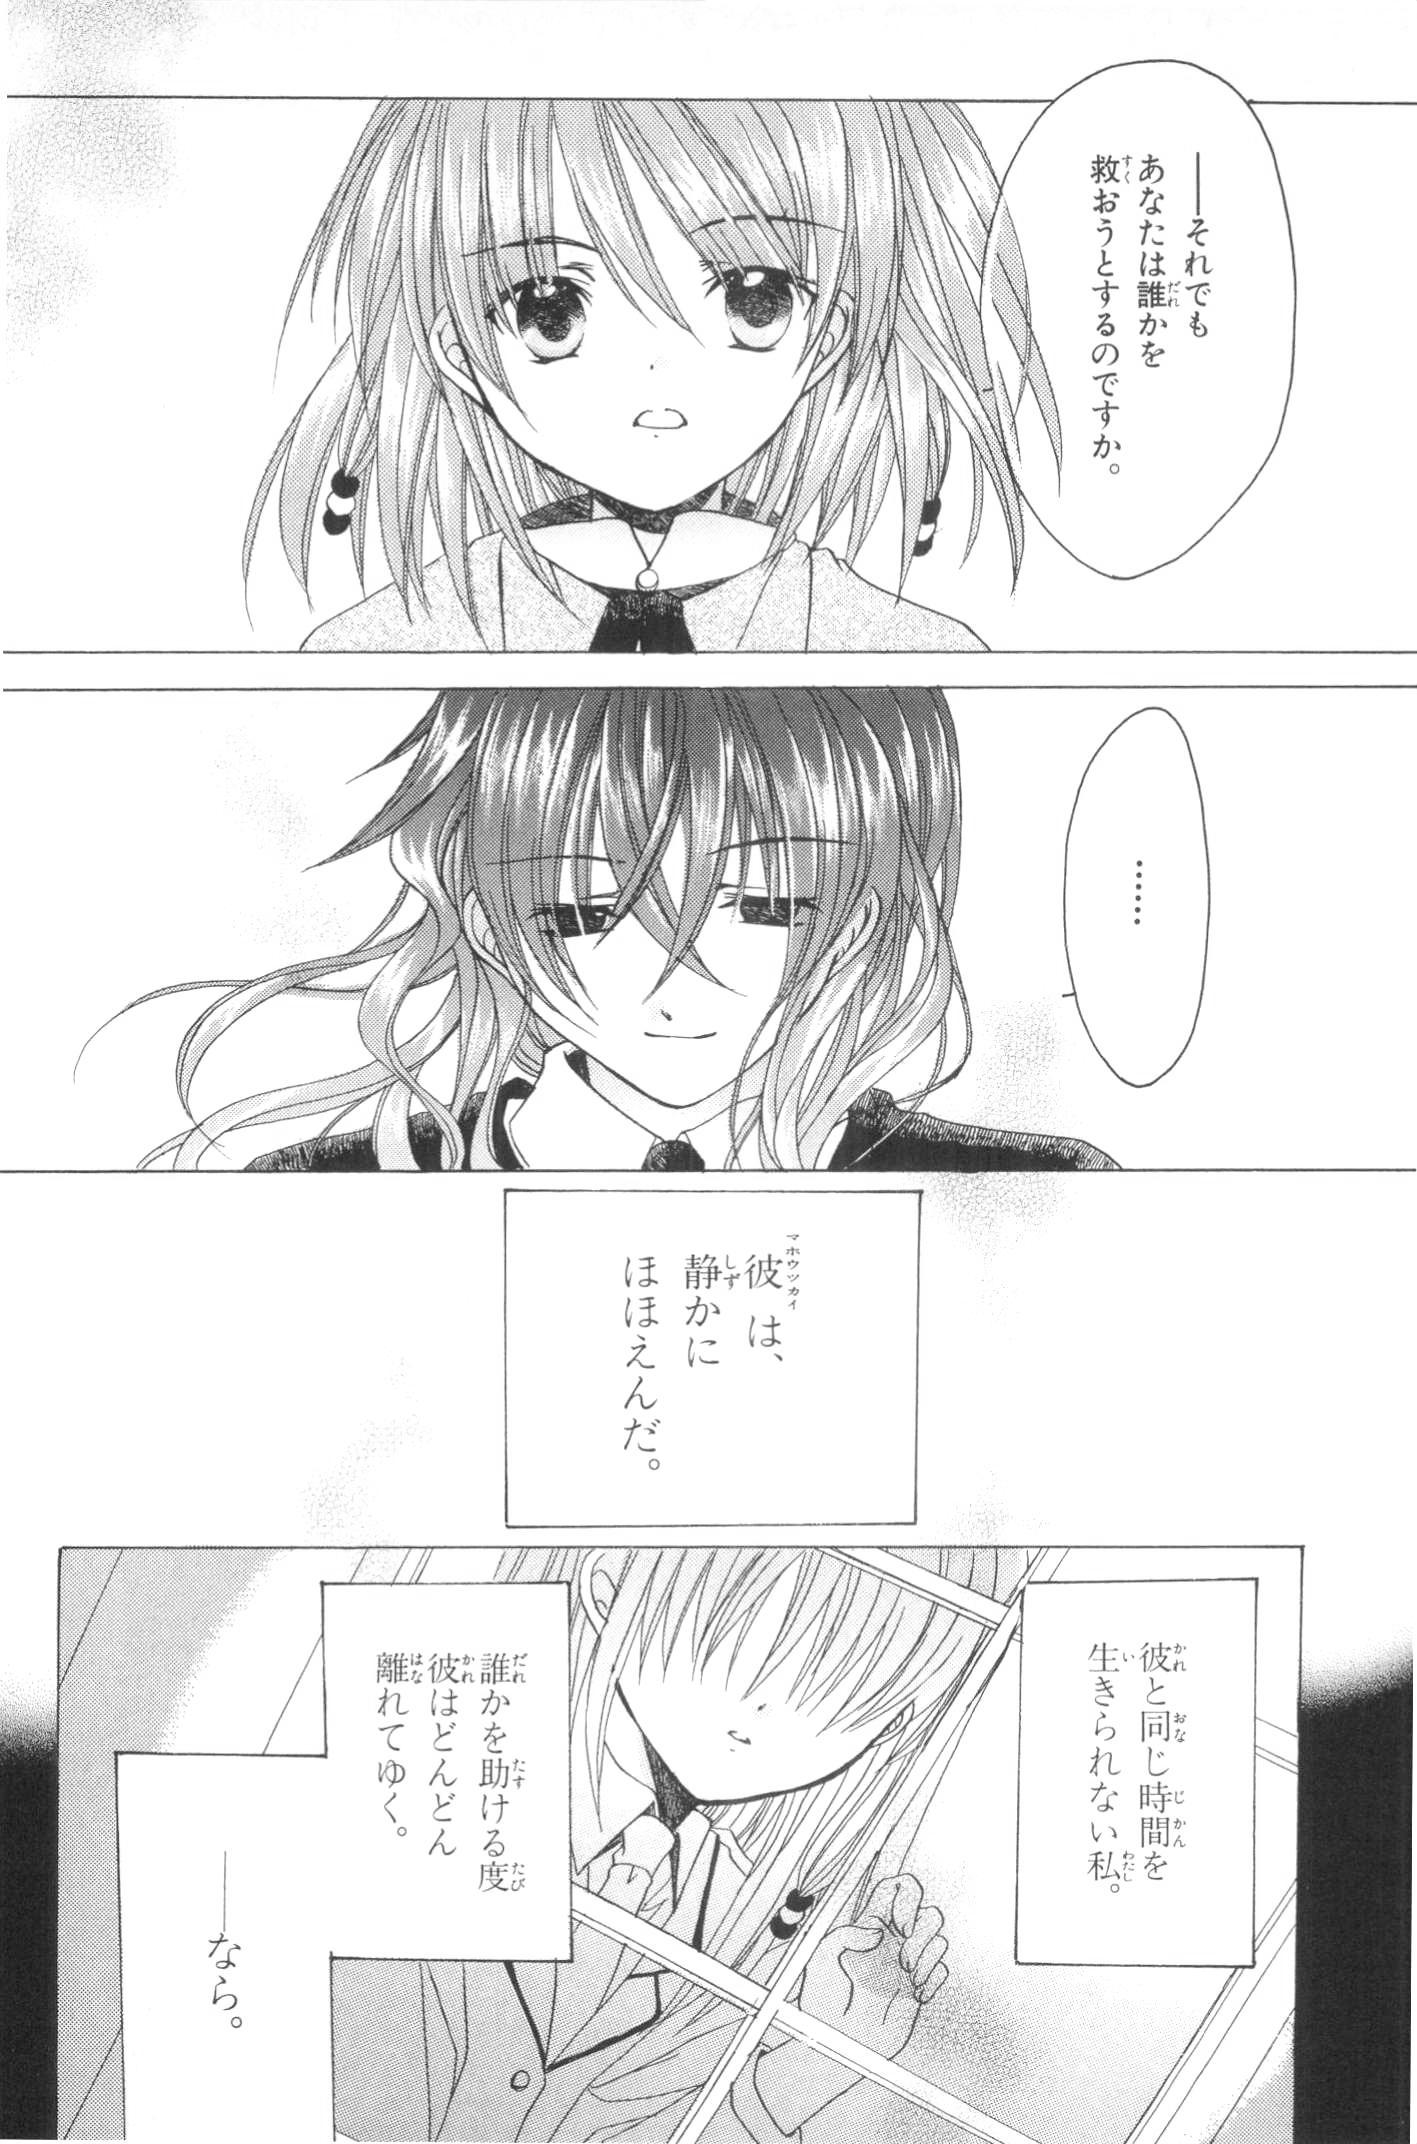 ──それでも
あなたは誰かを
救おうとするのですか。
……
彼は、
静かに
ほほえんだ。
彼と同じ時間を
生きられない私。
誰かを助ける度
彼はどんどん
離れてゆく。
──なら。